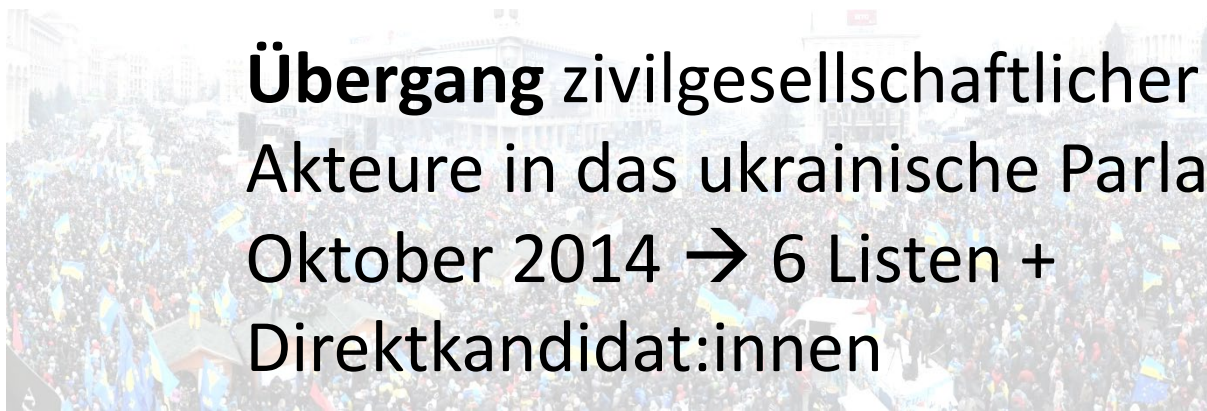 Übergang zivilgesellschaftlicher
Akteure in das ukrainische Parla
Oktober 2014 → 6 Listen +
Direktkandidat:innen